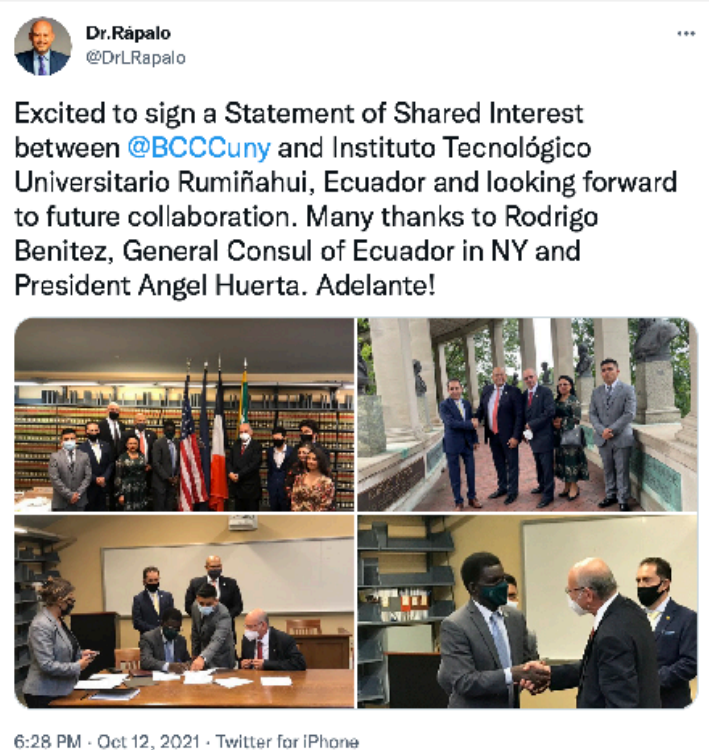 Dr.Rápalo
@DrLRapalo
Excited to sign a Statement of Shared Interest
between @BCCCuny and Instituto Tecnológico
Universitario Rumiñahui, Ecuador and looking forward
to future collaboration. Many thanks to Rodrigo
Benitez, General Consul of Ecuador in NY and
President Angel Huerta. Adelante!
6:28 PM · Oct 12, 2021 · Twitter for iPhone